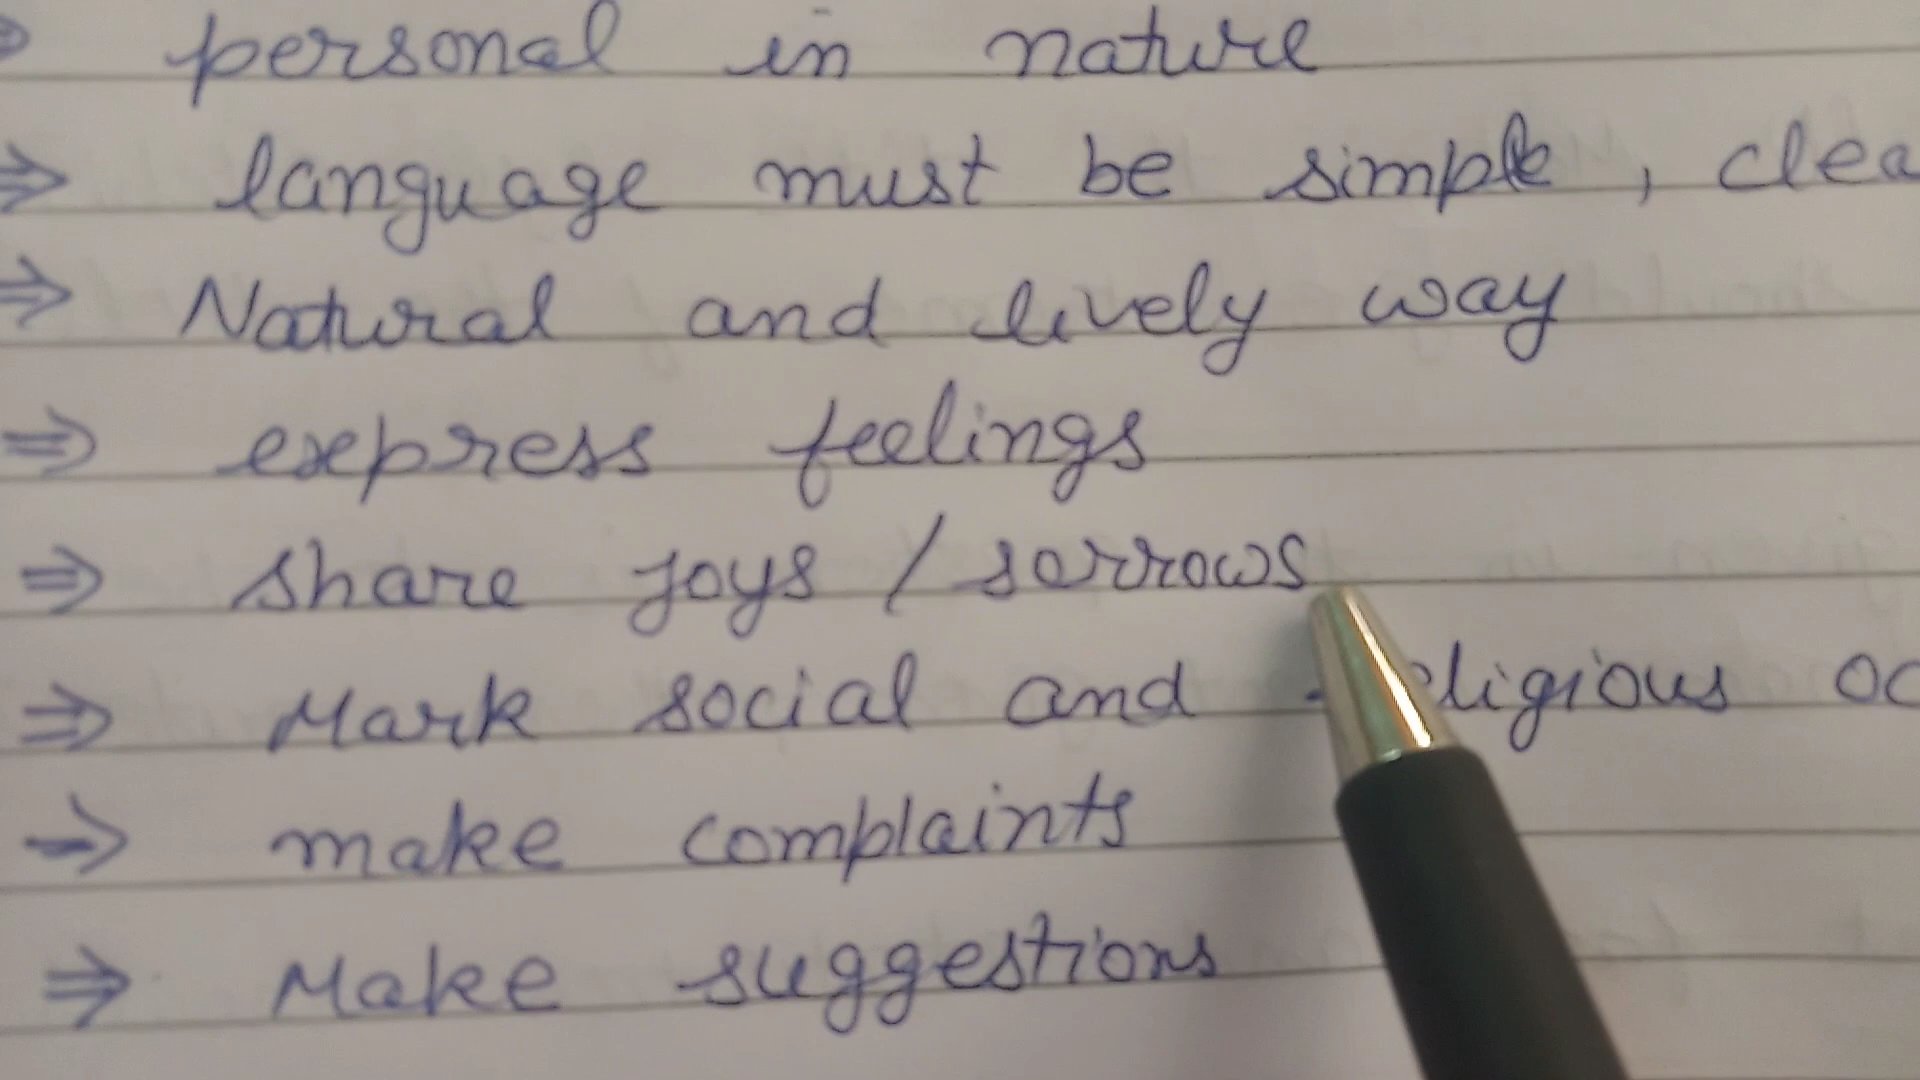 ⇒ personal in nature
⇒ language must be simple, clea
⇒ Natural and lively way
⇒ express feelings
⇒ share joys / sorrows
⇒ Mark social and religious oc
⇒ make complaints
⇒ Make suggestions